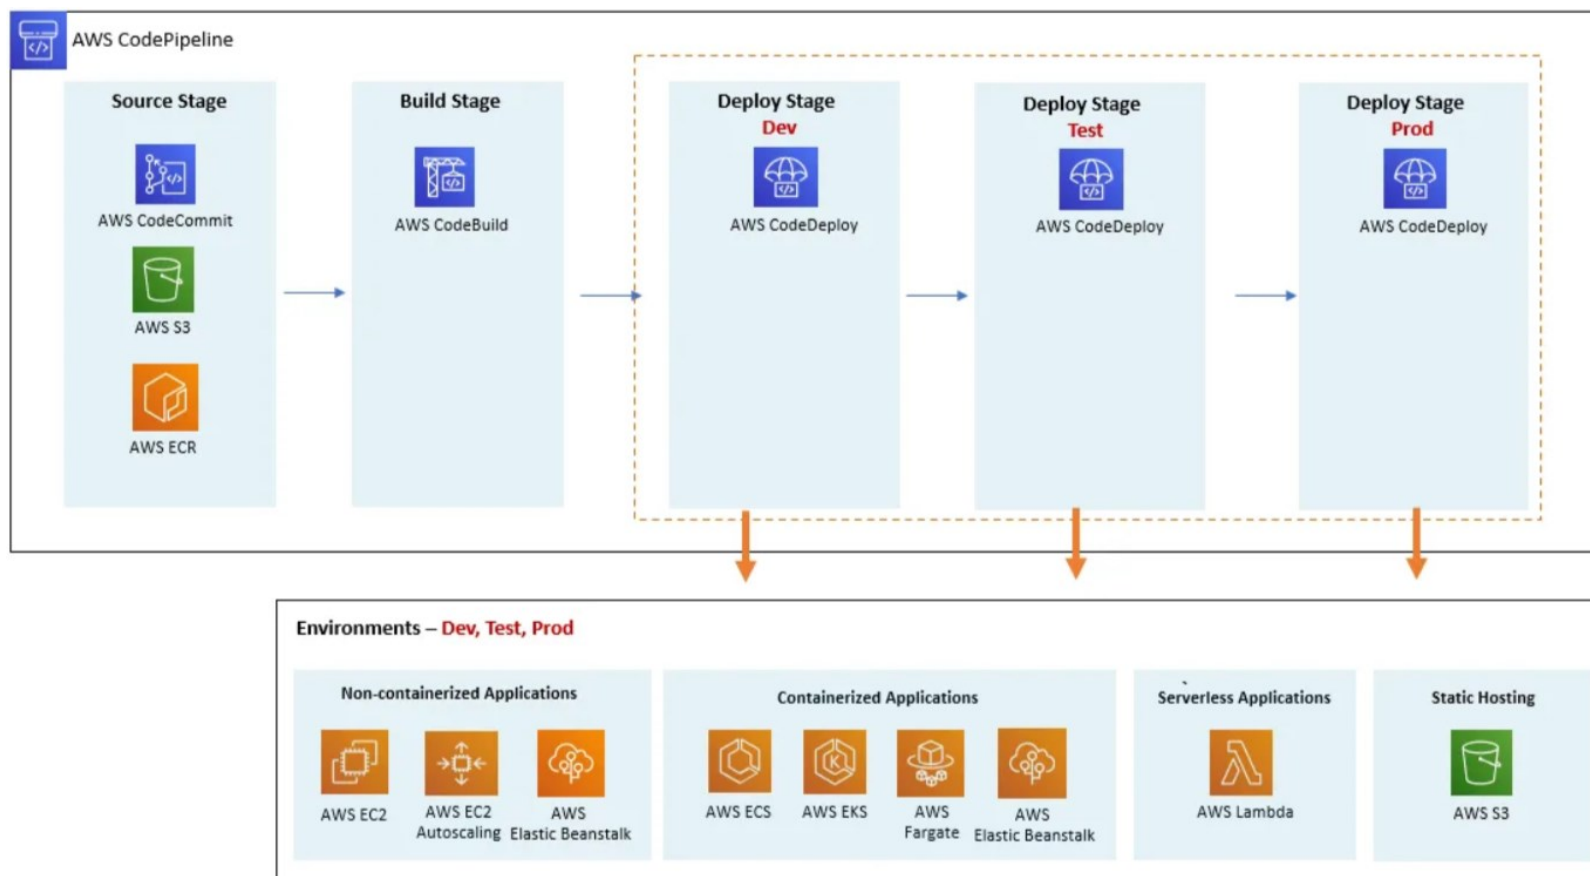 AWS CodePipeline
Source Stage
AWS CodeCommit
AWS S3
AWS ECR
Build Stage
AWS CodeBuild
Deploy Stage
Dev
AWS CodeDeploy
Deploy Stage
Test
AWS CodeDeploy
Deploy Stage
Prod
AWS CodeDeploy
Environments – Dev, Test, Prod
Non-containerized Applications
AWS EC2
AWS EC2
Autoscaling
AWS
Elastic Beanstalk
Containerized Applications
AWS ECS
AWS EKS
AWS
Fargate
AWS
Elastic Beanstalk
Serverless Applications
AWS Lambda
Static Hosting
AWS S3